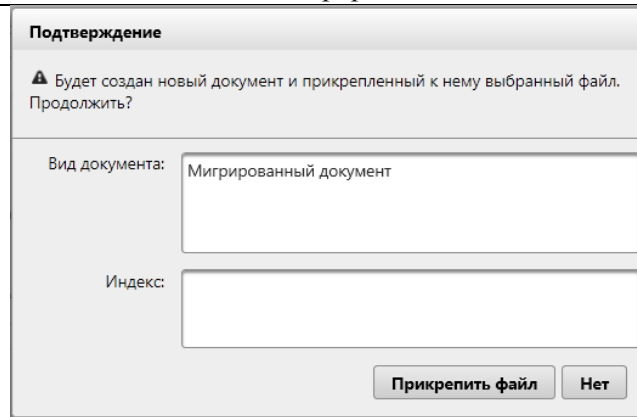 Подтверждение
Будет создан новый документ и прикрепленный к нему выбранный файл.
Продолжить?
Вид документа:
Мигрированный документ
Индекс:
Прикрепить файл Нет